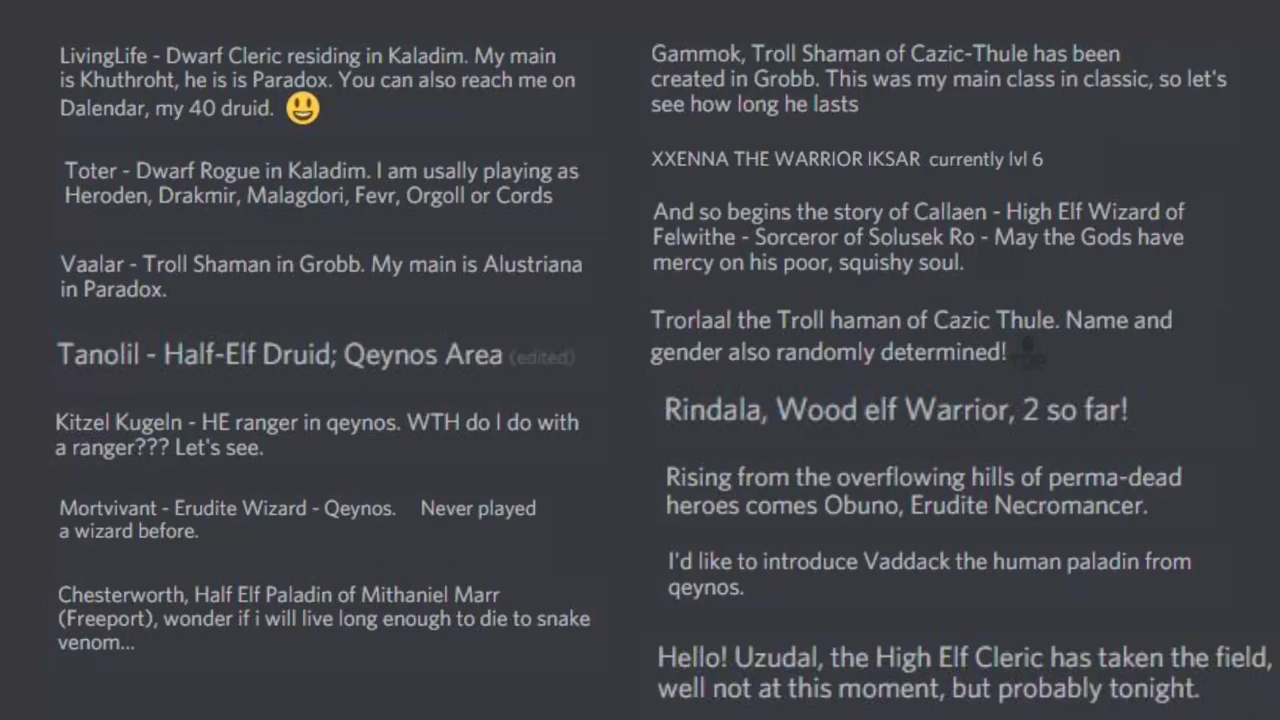 LivingLife - Dwarf Cleric residing in Kaladim. My main
is Khuthroht, he is is Paradox. You can also reach me on
Dalendar, my 40 druid. 😃
Toter - Dwarf Rogue in Kaladim. I am usally playing as
Heroden, Drakmir, Malagdori, Fevr, Orgoll or Cords
Vaalar - Troll Shaman in Grobb. My main is Alustriana
in Paradox.
Tanolil - Half-Elf Druid; Qeynos Area (edited)
Kitzel Kugeln - HE ranger in qeynos. WTH do I do with
a ranger??? Let's see.
Mortvivant - Erudite Wizard - Qeynos. Never played
a wizard before.
Chesterworth, Half Elf Paladin of Mithaniel Marr
(Freeport), wonder if i will live long enough to die to snake
venom...
Gammok, Troll Shaman of Cazic-Thule has been
created in Grobb. This was my main class in classic, so let's
see how long he lasts
XXENNA THE WARRIOR IKSAR currently lvl 6
And so begins the story of Callaen - High Elf Wizard of
Felwithe - Sorceror of Solusek Ro - May the Gods have
mercy on his poor, squishy soul.
Trorlaal the Troll haman of Cazic Thule. Name and
gender also randomly determined!
Rindala, Wood elf Warrior, 2 so far!
Rising from the overflowing hills of perma-dead
heroes comes Obuno, Erudite Necromancer.
I'd like to introduce Vaddack the human paladin from
qeynos.
Hello! Uzudal, the High Elf Cleric has taken the field,
well not at this moment, but probably tonight.